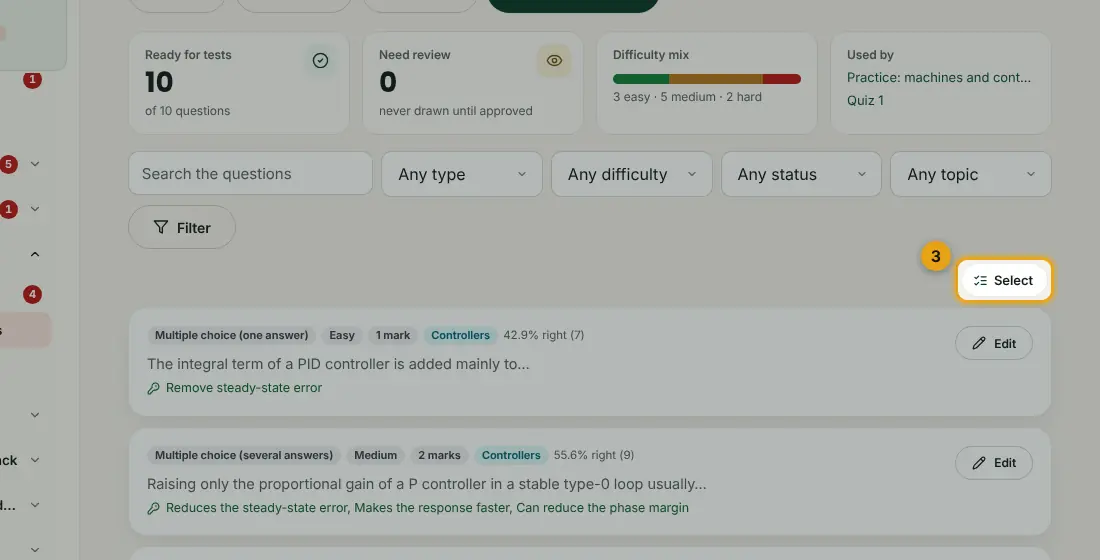 1
5
1
4
s
ack
d...
Ready for tests
10
of 10 questions
Need review
0
never drawn until approved
Difficulty mix
3 easy · 5 medium · 2 hard
Used by
Practice: machines and cont...
Quiz 1
Search the questions
Any type
Any difficulty
Any status
Any topic
Filter
3
Select
Multiple choice (one answer) Easy 1 mark Controllers 42.9% right (7)
Edit
The integral term of a PID controller is added mainly to...
Remove steady-state error
Multiple choice (several answers) Medium 2 marks Controllers 55.6% right (9)
Edit
Raising only the proportional gain of a P controller in a stable type-0 loop usually...
Reduces the steady-state error, Makes the response faster, Can reduce the phase margin